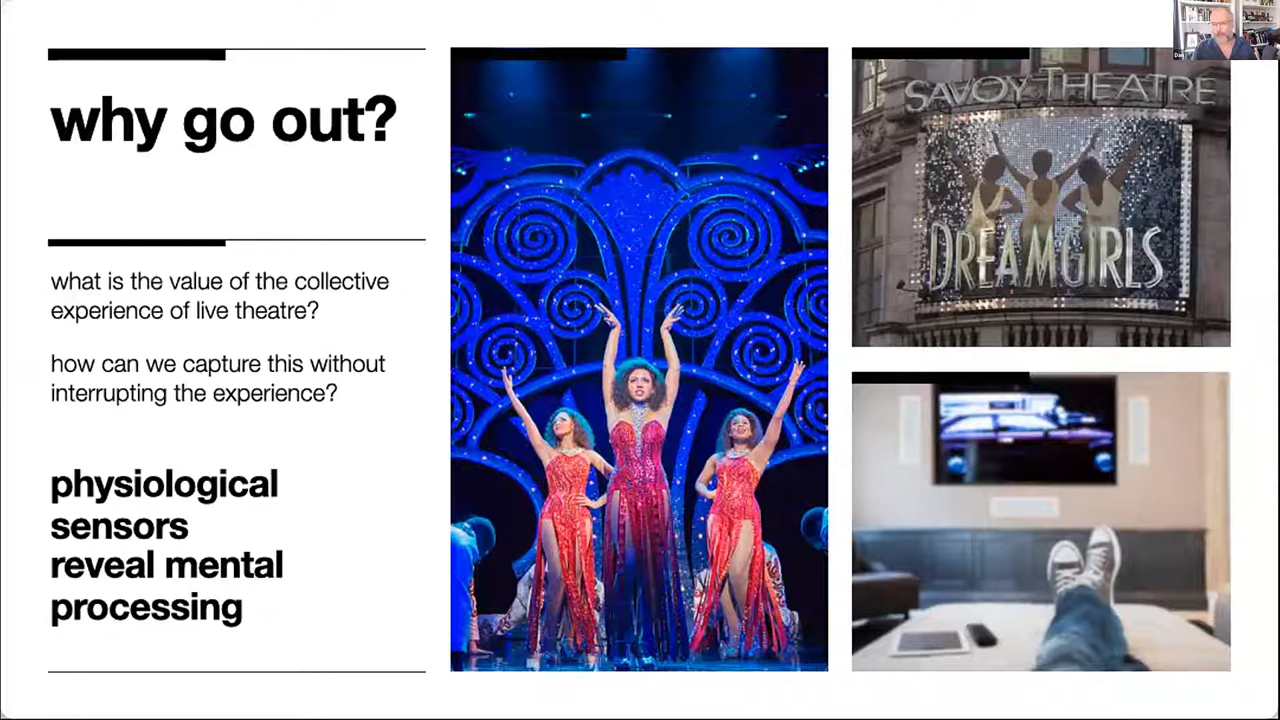 why go out?
what is the value of the collective
experience of live theatre?
how can we capture this without
interrupting the experience?
physiological
sensors
reveal mental
processing
SAVOY THEATRE
DREAMGIRLS